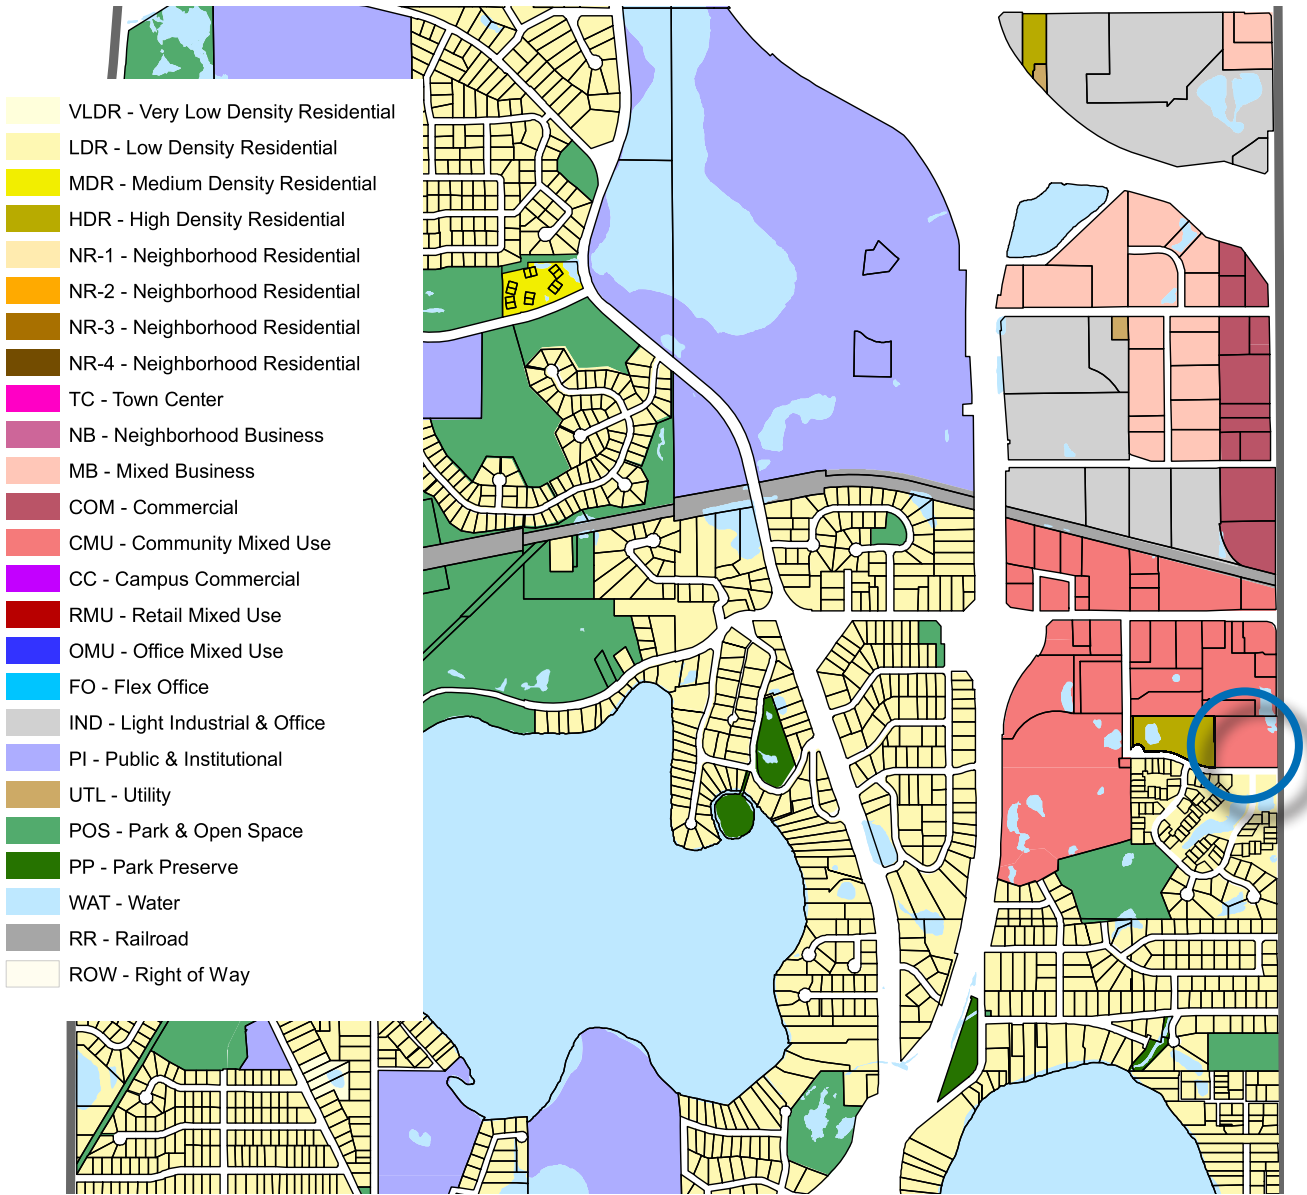 VLDR - Very Low Density Residential
LDR - Low Density Residential
MDR - Medium Density Residential
HDR - High Density Residential
NR-1 - Neighborhood Residential
NR-2 - Neighborhood Residential
NR-3 - Neighborhood Residential
NR-4 - Neighborhood Residential
TC - Town Center
NB - Neighborhood Business
MB - Mixed Business
COM - Commercial
CMU - Community Mixed Use
CC - Campus Commercial
RMU - Retail Mixed Use
OMU - Office Mixed Use
FO - Flex Office
IND - Light Industrial & Office
PI - Public & Institutional
UTL - Utility
POS - Park & Open Space
PP - Park Preserve
WAT - Water
RR - Railroad
ROW - Right of Way